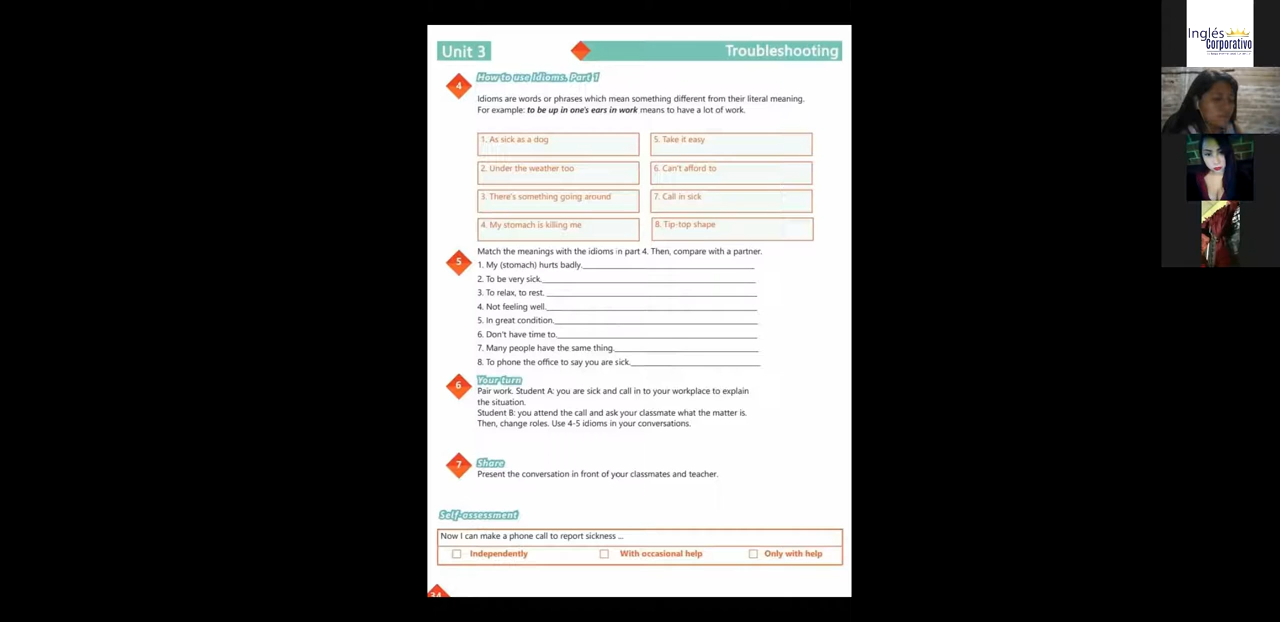 Unit 3
Troubleshooting
4
How to use Idioms. Part 1
Idioms are words or phrases which mean something different from their literal meaning.
For example: to be up in one's ears in work means to have a lot of work.
1. As sick as a dog
5. Take it easy
2. Under the weather too
6. Can't afford to
3. There's something going around
7. Call in sick
4. My stomach is killing me
8. Tip-top shape
5
Match the meanings with the idioms in part 4. Then, compare with a partner.
1. My (stomach) hurts badly.
2. To be very sick.
3. To relax, to rest.
4. Not feeling well.
5. In great condition.
6. Don't have time to.
7. Many people have the same thing.
8. To phone the office to say you are sick.
6
Your turn
Pair work. Student A: you are sick and call in to your workplace to explain
the situation.
Student B: you attend the call and ask your classmate what the matter is.
Then, change roles. Use 4-5 idioms in your conversations.
7
Share
Present the conversation in front of your classmates and teacher.
Self-assessment
Now I can make a phone call to report sickness ...
Independently
With occasional help
Only with help
34
Inglés
Corporativo